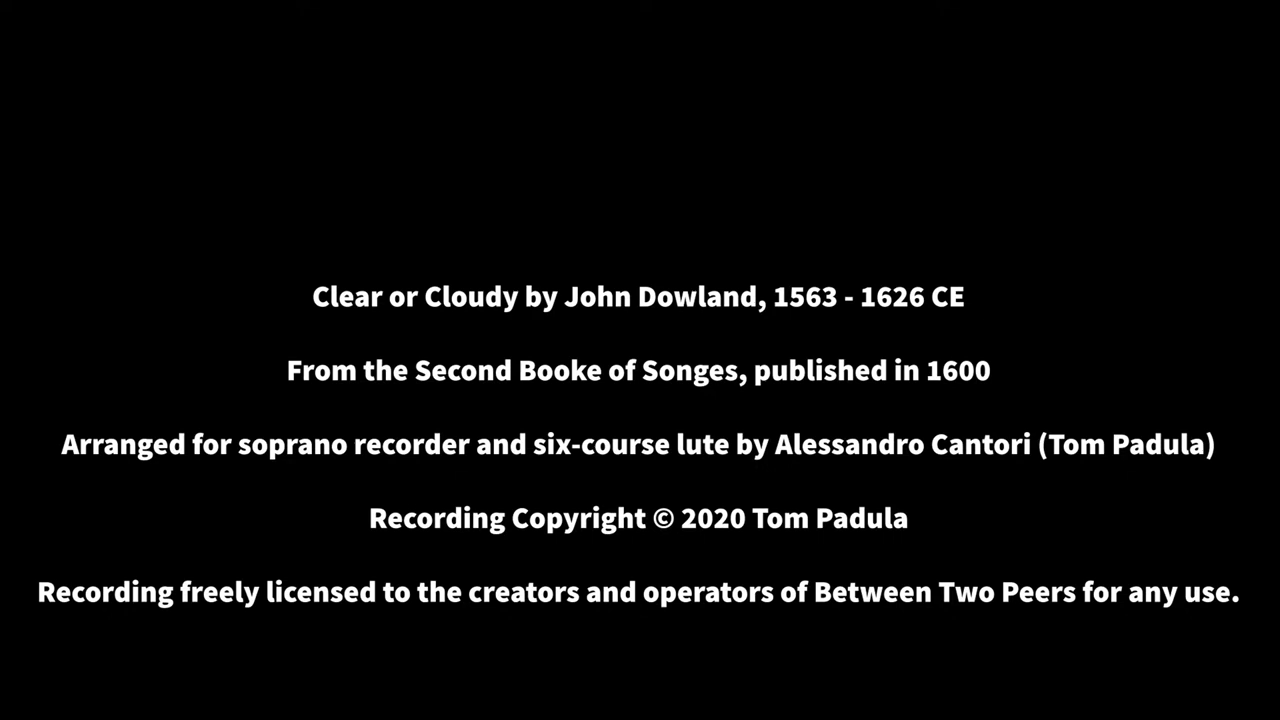 Clear or Cloudy by John Dowland, 1563 - 1626 CE
From the Second Booke of Songes, published in 1600
Arranged for soprano recorder and six-course lute by Alessandro Cantori (Tom Padula)
Recording Copyright © 2020 Tom Padula
Recording freely licensed to the creators and operators of Between Two Peers for any use.